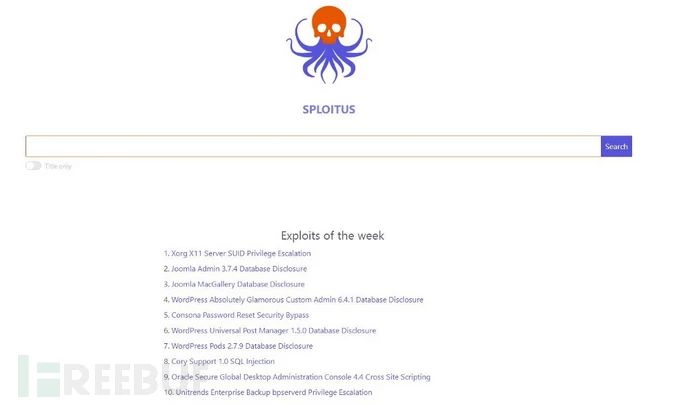 SPLOITUS
Search
Title only
Exploits of the week
1. Xorg X11 Server SUID Privilege Escalation
2. Joomla Admin 3.7.4 Database Disclosure
3. Joomla MacGallery Database Disclosure
4. WordPress Absolutely Glamorous Custom Admin 6.4.1 Database Disclosure
5. Consona Password Reset Security Bypass
6. WordPress Universal Post Manager 1.5.0 Database Disclosure
7. WordPress Pods 2.7.9 Database Disclosure
8. Cory Support 1.0 SQL Injection
9. Oracle Secure Global Desktop Administration Console 4.4 Cross Site Scripting
10. Unitrends Enterprise Backup bpserverd Privilege Escalation
FREEBUF